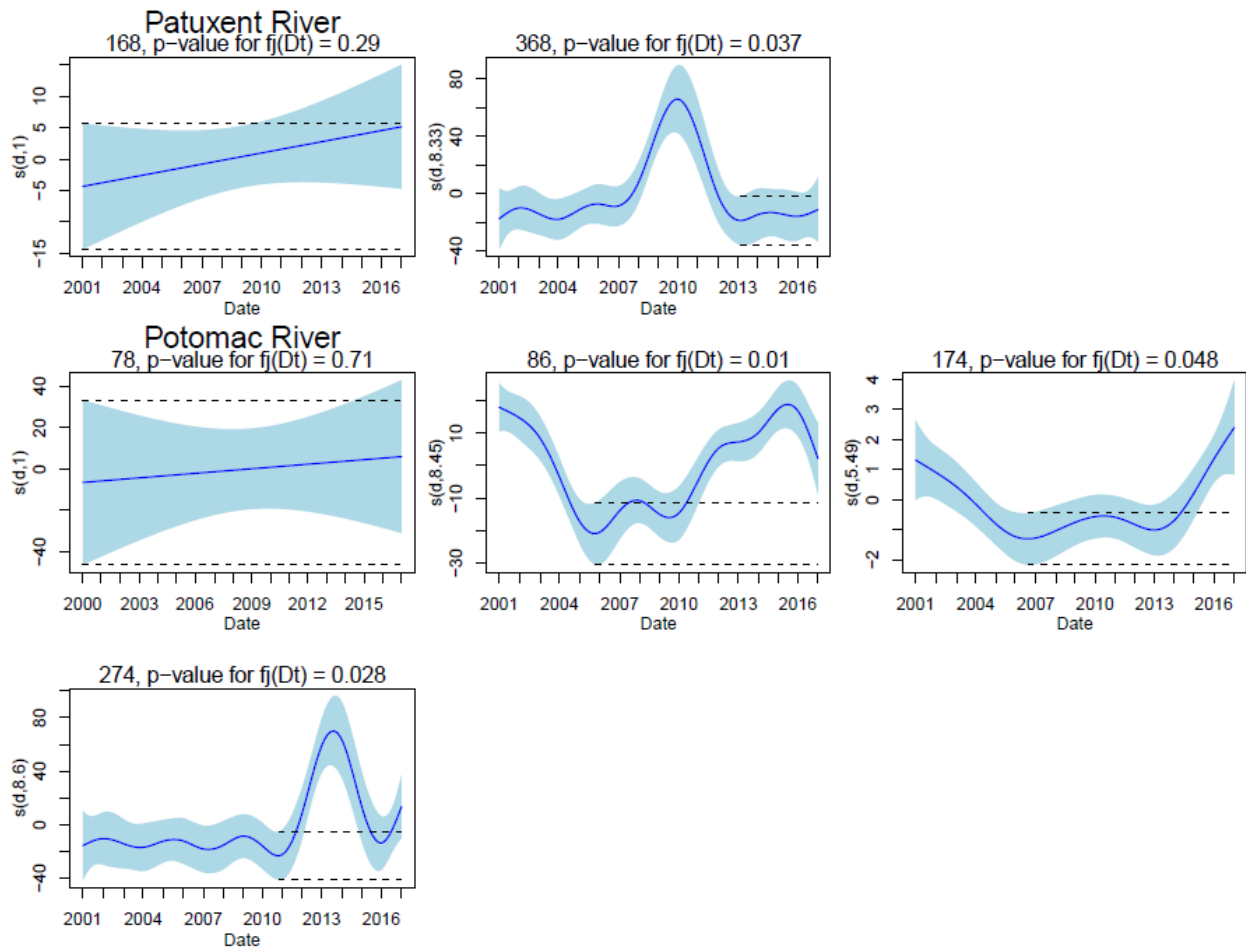 Patuxent River
168, p−value for fj(Dt) = 0.29
s(d,1)
10
5
0
−5
−15
2001 2004 2007 2010 2013 2016
Date
368, p−value for fj(Dt) = 0.037
s(d,8.33)
80
40
0
−40
2001 2004 2007 2010 2013 2016
Date
Potomac River
78, p−value for fj(Dt) = 0.71
s(d,1)
40
20
0
−40
2000 2003 2006 2009 2012 2015
Date
86, p−value for fj(Dt) = 0.01
s(d,8.45)
10
−10
−30
2001 2004 2007 2010 2013 2016
Date
174, p−value for fj(Dt) = 0.048
s(d,5.49)
4
3
2
1
0
−2
2001 2004 2007 2010 2013 2016
Date
274, p−value for fj(Dt) = 0.028
s(d,8.6)
80
40
0
−40
2001 2004 2007 2010 2013 2016
Date